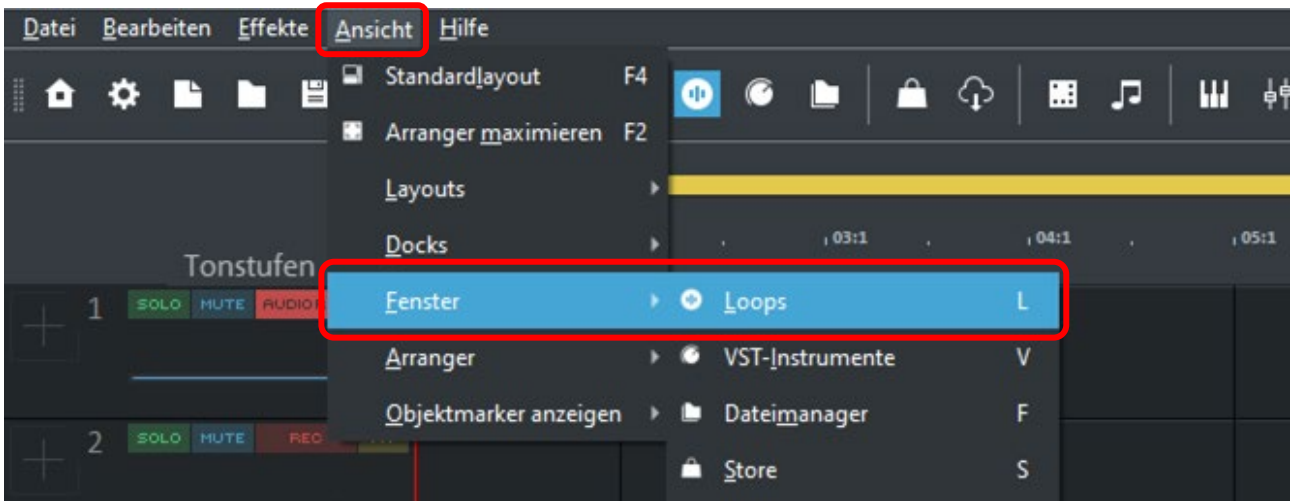 Datei Bearbeiten Effekte Ansicht Hilfe
Standardlayout F4
Arranger maximieren F2
Layouts
Docks
03:1 04:1 05:1
Tonstufen
Fenster Loops L
1 SOLO MUTE
Arranger VST-Instrumente V
Objektmarker anzeigen Dateimanager F
2 SOLO MUTE REC
Store S